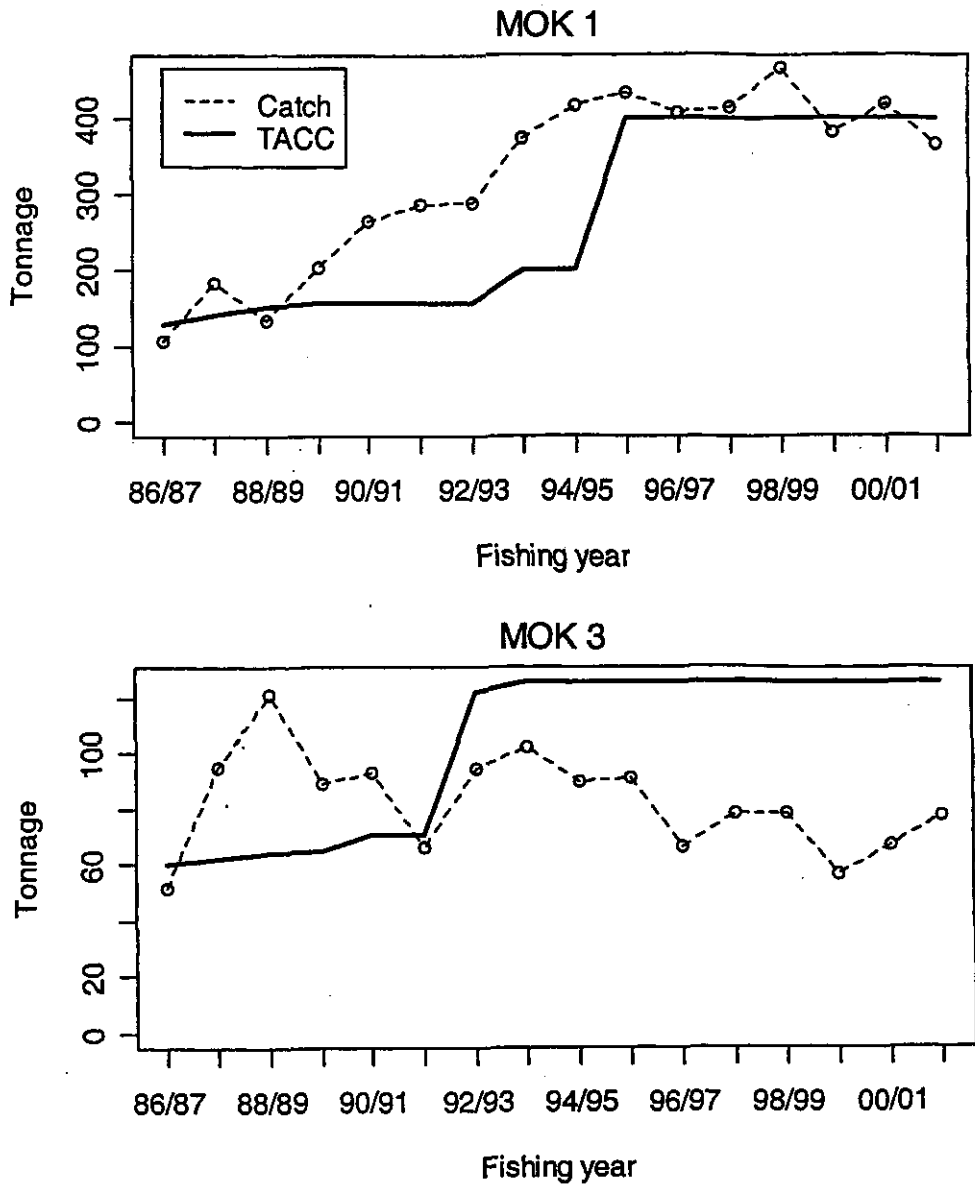 MOK 1
Catch
TACC
Tonnage
400
300
200
100
0
86/87 88/89 90/91 92/93 94/95 96/97 98/99 00/01
Fishing year
MOK 3
Tonnage
100
60
20
0
86/87 88/89 90/91 92/93 94/95 96/97 98/99 00/01
Fishing year